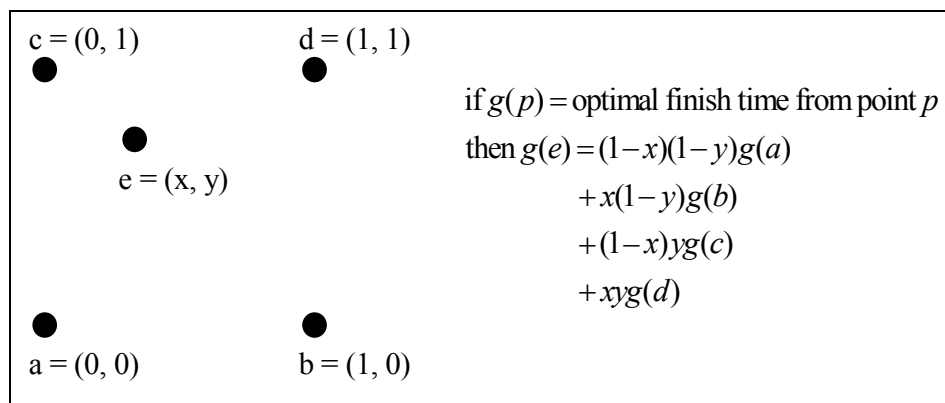 c = (0, 1)
d = (1, 1)
e = (x, y)
a = (0, 0)
b = (1, 0)
if g(p) = optimal finish time from point p
then g(e) = (1−x)(1−y)g(a)
+x(1−y)g(b)
+(1−x)yg(c)
+xyg(d)